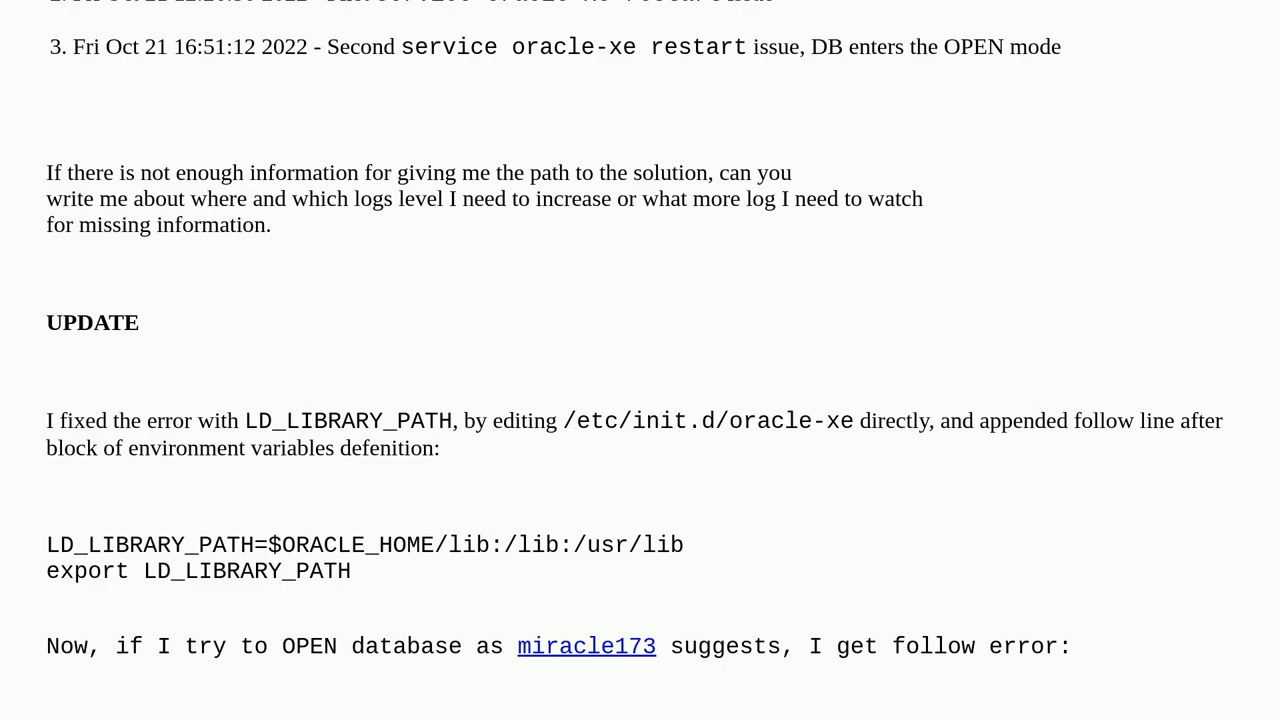 3. Fri Oct 21 16:51:12 2022 - Second service oracle-xe restart issue, DB enters the OPEN mode
If there is not enough information for giving me the path to the solution, can you
write me about where and which logs level I need to increase or what more log I need to watch
for missing information.
UPDATE
I fixed the error with LD_LIBRARY_PATH, by editing /etc/init.d/oracle-xe directly, and appended follow line after
block of environment variables defenition:
LD_LIBRARY_PATH=$ORACLE_HOME/lib:/lib:/usr/lib
export LD_LIBRARY_PATH
Now, if I try to OPEN database as miracle173 suggests, I get follow error: